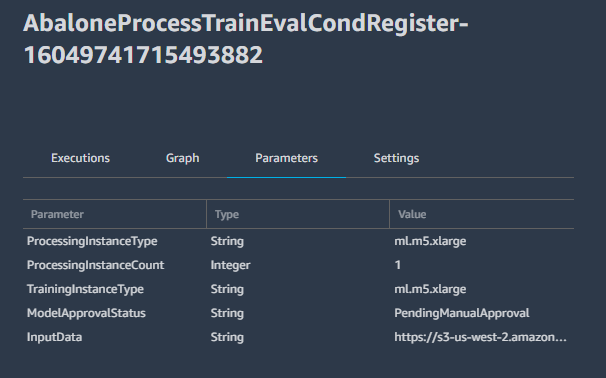 AbaloneProcessTrainEvalCondRegister-
16049741715493882
Executions Graph Parameters Settings
Parameter Type Value
ProcessingInstanceType String ml.m5.xlarge
ProcessingInstanceCount Integer 1
TrainingInstanceType String ml.m5.xlarge
ModelApprovalStatus String PendingManualApproval
InputData String https://s3-us-west-2.amazon...